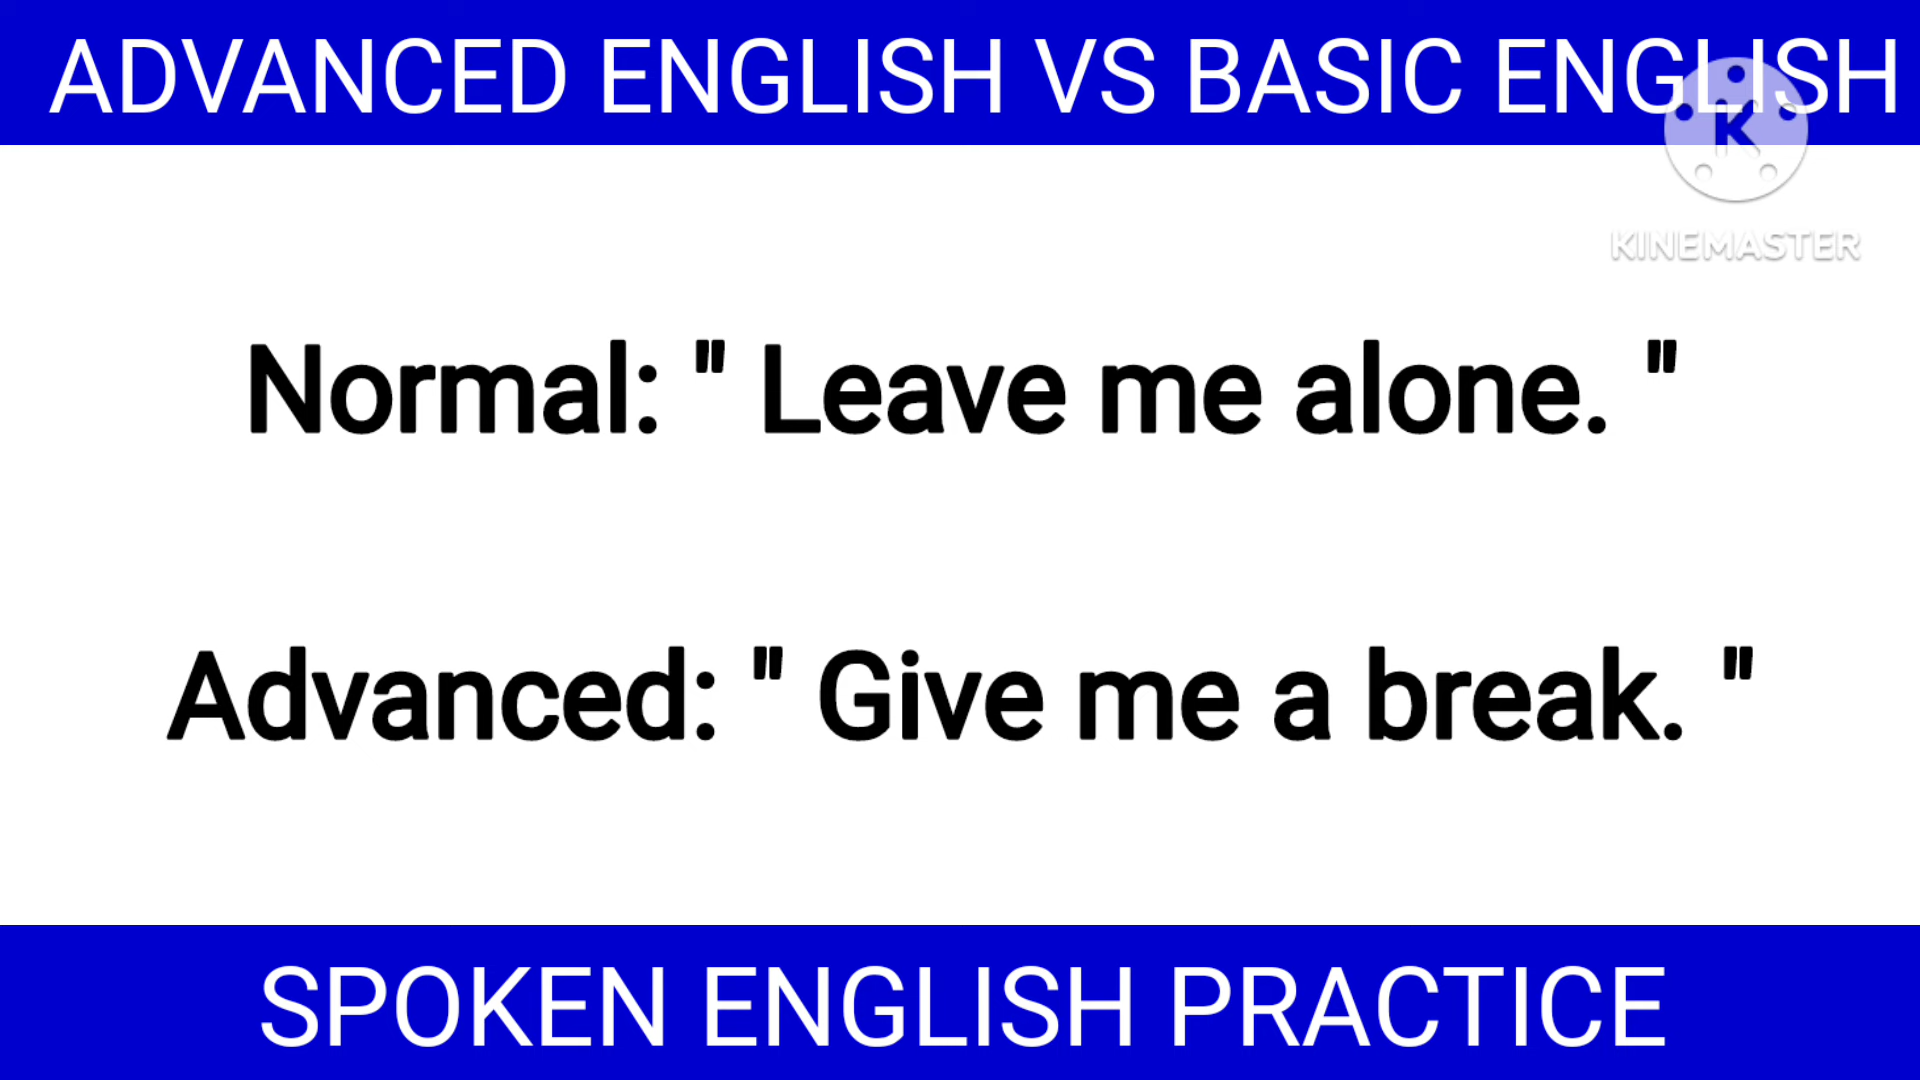 ADVANCED ENGLISH VS BASIC ENGLISH
K
KINEMASTER
Normal: " Leave me alone. "
Advanced: " Give me a break. "
SPOKEN ENGLISH PRACTICE